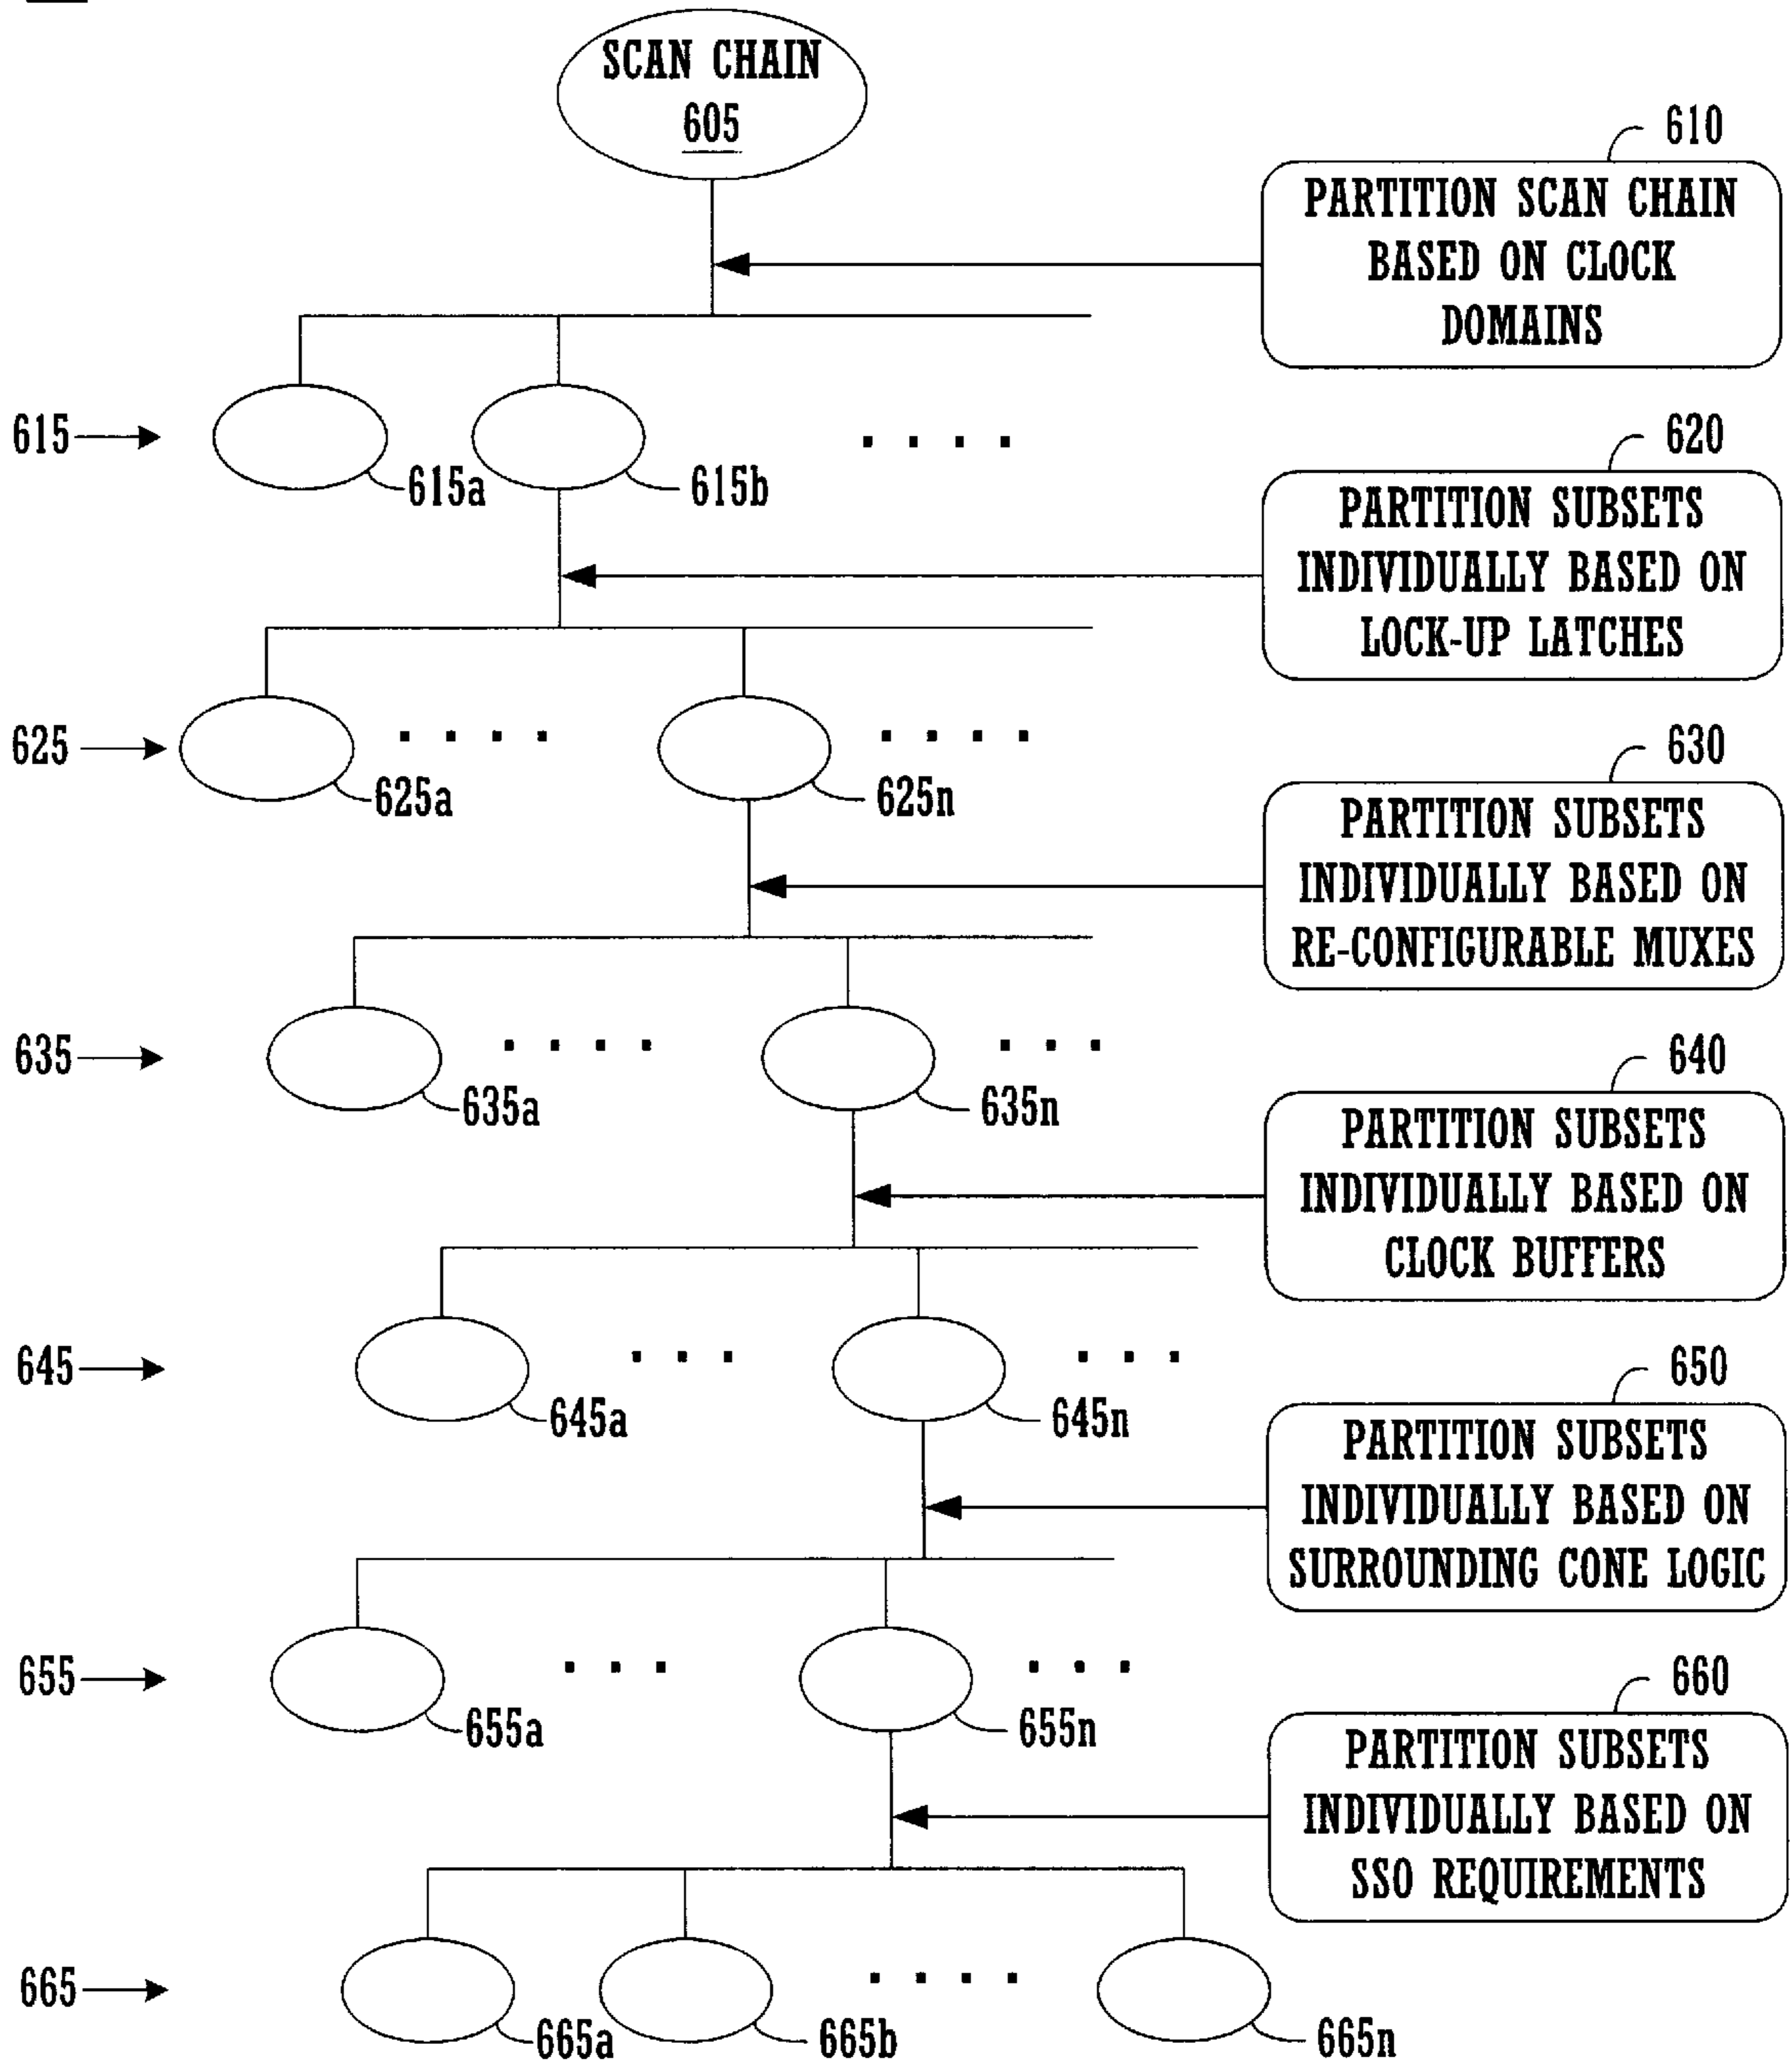 SCAN CHAIN
605
610
PARTITION SCAN CHAIN
BASED ON CLOCK
DOMAINS
615
615a
615b
620
PARTITION SUBSETS
INDIVIDUALLY BASED ON
LOCK-UP LATCHES
625
625a
625n
630
PARTITION SUBSETS
INDIVIDUALLY BASED ON
RE-CONFIGURABLE MUXES
635
635a
635n
640
PARTITION SUBSETS
INDIVIDUALLY BASED ON
CLOCK BUFFERS
645
645a
645n
650
PARTITION SUBSETS
INDIVIDUALLY BASED ON
SURROUNDING CONE LOGIC
655
655a
655n
660
PARTITION SUBSETS
INDIVIDUALLY BASED ON
SSO REQUIREMENTS
665
665a
665b
665n